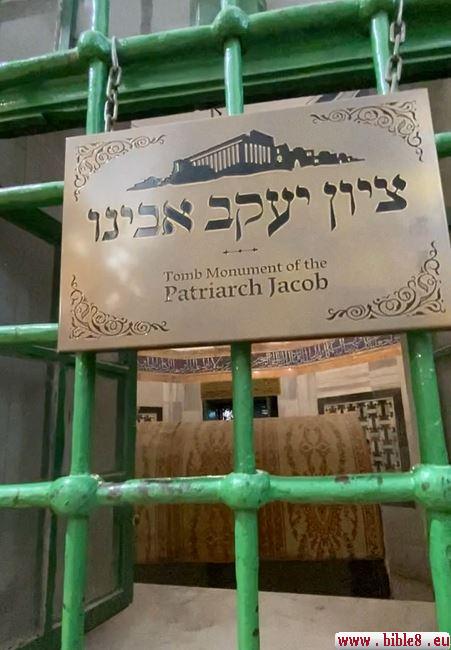 ציון יעקב אבינו
Tomb Monument of the
Patriarch Jacob
www.bible8.eu